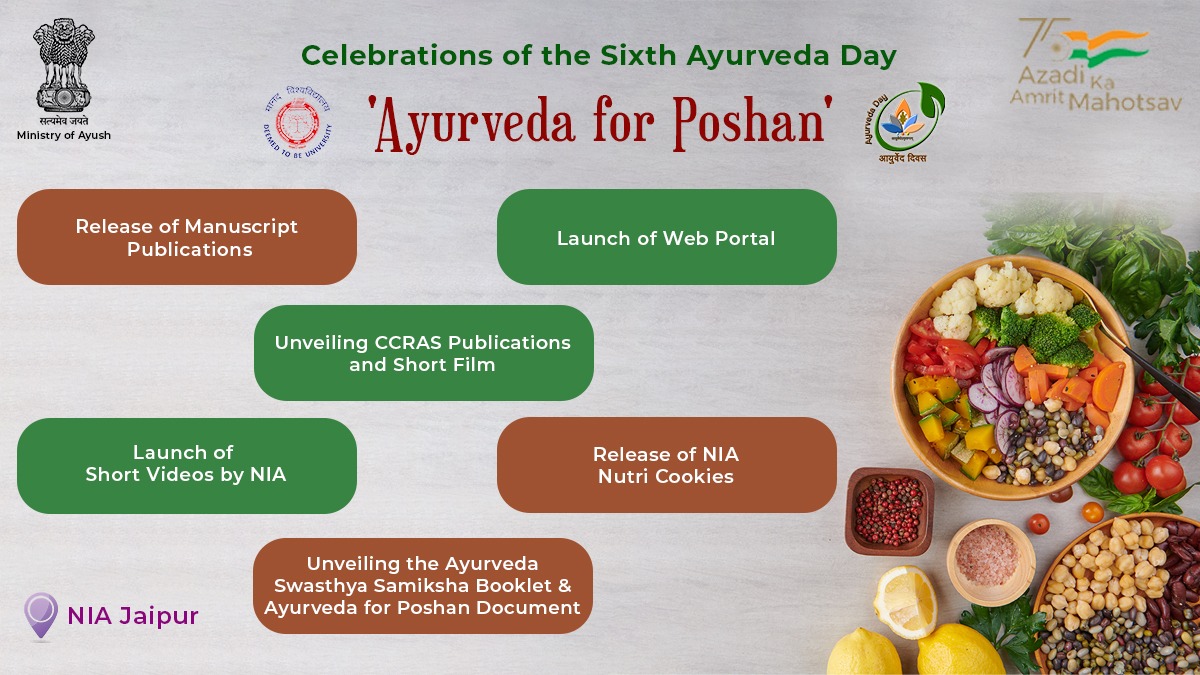 सत्यमेव जयते
Ministry of Ayush
Celebrations of the Sixth Ayurveda Day
'Ayurveda for Poshan'
मानद विश्वविद्यालय
DEEMED TO BE UNIVERSITY
Ayurveda Day
आयुर्वेद दिवस
75
Azadi
Ka
Amrit Mahotsav
Release of Manuscript
Publications
Launch of Web Portal
Unveiling CCRAS Publications
and Short Film
Launch of
Short Videos by NIA
Release of NIA
Nutri Cookies
Unveiling the Ayurveda
Swasthya Samiksha Booklet &
Ayurveda for Poshan Document
NIA Jaipur